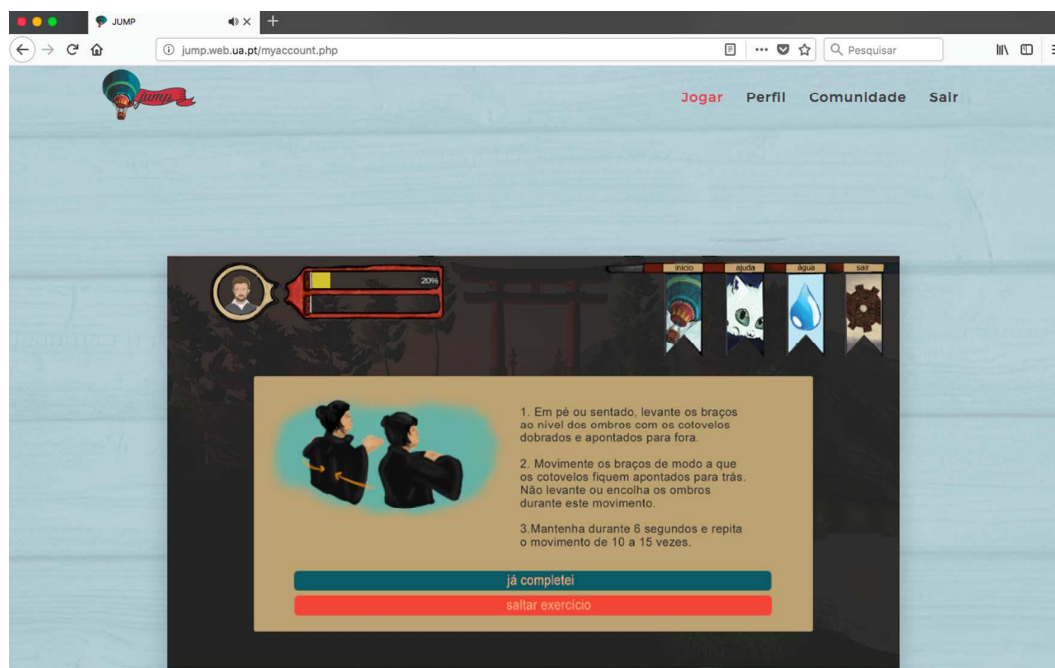 JUMP
jump.web.ua.pt/myaccount.php
Pesquisar
jump
Jogar Perfil Comunidade Sair
20%
início ajuda água sair
1. Em pé ou sentado, levante os braços
ao nível dos ombros com os cotovelos
dobrados e apontados para fora.
2. Movimente os braços de modo a que
os cotovelos fiquem apontados para trás.
Não levante ou encolha os ombros
durante este movimento.
3.Mantenha durante 6 segundos e repita
o movimento de 10 a 15 vezes.
já completei
saltar exercício